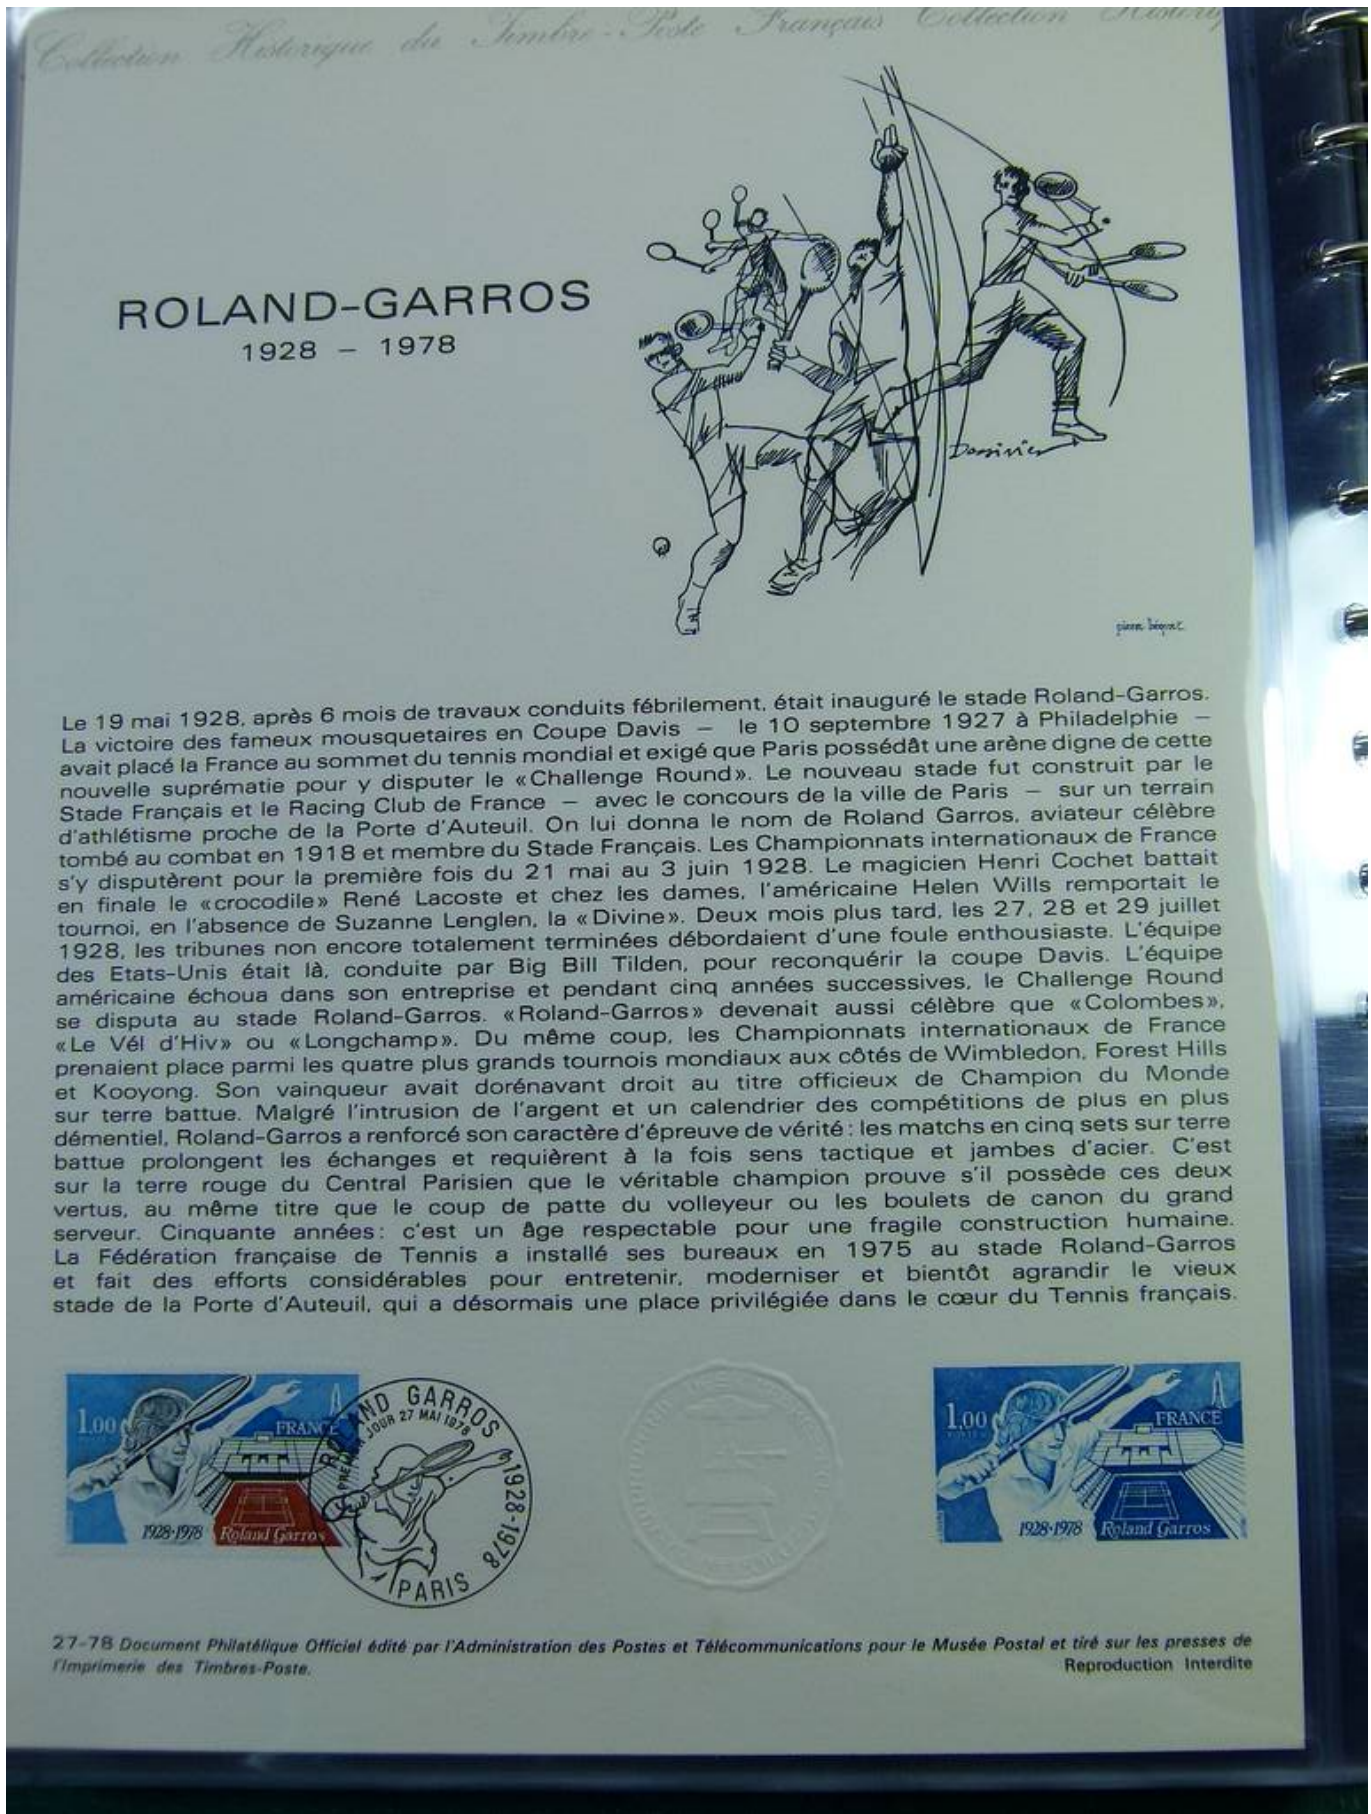 Collection Historique du Timbre-Poste Français Collection
ROLAND-GARROS
1928 – 1978
Le 19 mai 1928, après 6 mois de travaux conduits fébrilement, était inauguré le stade Roland-Garros.
La victoire des fameux mousquetaires en Coupe Davis — le 10 septembre 1927 à Philadelphie —
avait placé la France au sommet du tennis mondial et exigé que Paris possédât une arène digne de cette
nouvelle suprématie pour y disputer le «Challenge Round». Le nouveau stade fut construit par le
Stade Français et le Racing Club de France — avec le concours de la ville de Paris — sur un terrain
d'athlétisme proche de la Porte d'Auteuil. On lui donna le nom de Roland Garros, aviateur célèbre
tombé au combat en 1918 et membre du Stade Français. Les Championnats internationaux de France
s'y disputèrent pour la première fois du 21 mai au 3 juin 1928. Le magicien Henri Cochet battait
en finale le «crocodile» René Lacoste et chez les dames, l'américaine Helen Wills remportait le
tournoi, en l'absence de Suzanne Lenglen, la «Divine». Deux mois plus tard, les 27, 28 et 29 juillet
1928, les tribunes non encore totalement terminées débordaient d'une foule enthousiaste. L'équipe
des Etats-Unis était là, conduite par Big Bill Tilden, pour reconquérir la coupe Davis. L'équipe
américaine échoua dans son entreprise et pendant cinq années successives, le Challenge Round
se disputa au stade Roland-Garros. «Roland-Garros» devenait aussi célèbre que «Colombes»,
«Le Vél d'Hiv» ou «Longchamp». Du même coup, les Championnats internationaux de France
prenaient place parmi les quatre plus grands tournois mondiaux aux côtés de Wimbledon, Forest Hills
et Kooyong. Son vainqueur avait dorénavant droit au titre officieux de Champion du Monde
sur terre battue. Malgré l'intrusion de l'argent et un calendrier des compétitions de plus en plus
démentiel, Roland-Garros a renforcé son caractère d'épreuve de vérité : les matchs en cinq sets sur terre
battue prolongent les échanges et requièrent à la fois sens tactique et jambes d'acier. C'est
sur la terre rouge du Central Parisien que le véritable champion prouve s'il possède ces deux
vertus, au même titre que le coup de patte du volleyeur ou les boulets de canon du grand
serveur. Cinquante années : c'est un âge respectable pour une fragile construction humaine.
La Fédération française de Tennis a installé ses bureaux en 1975 au stade Roland-Garros
et fait des efforts considérables pour entretenir, moderniser et bientôt agrandir le vieux
stade de la Porte d'Auteuil, qui a désormais une place privilégiée dans le cœur du Tennis français.
1.00
FRANCE
1928-1978 Roland Garros
ROLAND GARROS 1928-1978
PREMIER JOUR 27 MAI 1978
PARIS
1.00
FRANCE
1928-1978 Roland Garros
27-78 Document Philatélique Officiel édité par l'Administration des Postes et Télécommunications pour le Musée Postal et tiré sur les presses de
l'Imprimerie des Timbres-Poste.
Reproduction Interdite